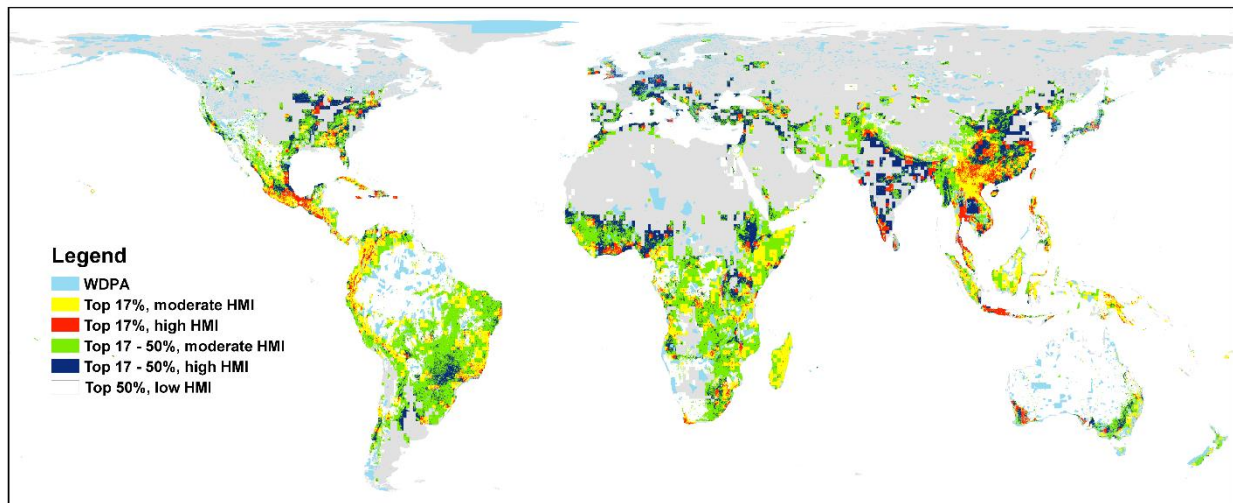 Legend
WDPA
Top 17%, moderate HMI
Top 17%, high HMI
Top 17 - 50%, moderate HMI
Top 17 - 50%, high HMI
Top 50%, low HMI